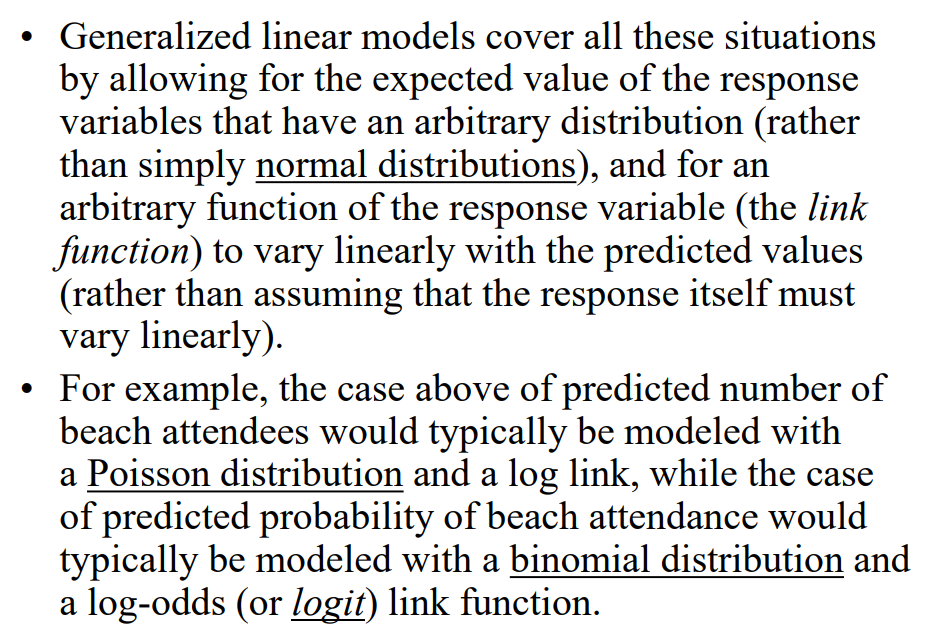 • Generalized linear models cover all these situations
by allowing for the expected value of the response
variables that have an arbitrary distribution (rather
than simply normal distributions), and for an
arbitrary function of the response variable (the link
function) to vary linearly with the predicted values
(rather than assuming that the response itself must
vary linearly).
• For example, the case above of predicted number of
beach attendees would typically be modeled with
a Poisson distribution and a log link, while the case
of predicted probability of beach attendance would
typically be modeled with a binomial distribution and
a log-odds (or logit) link function.